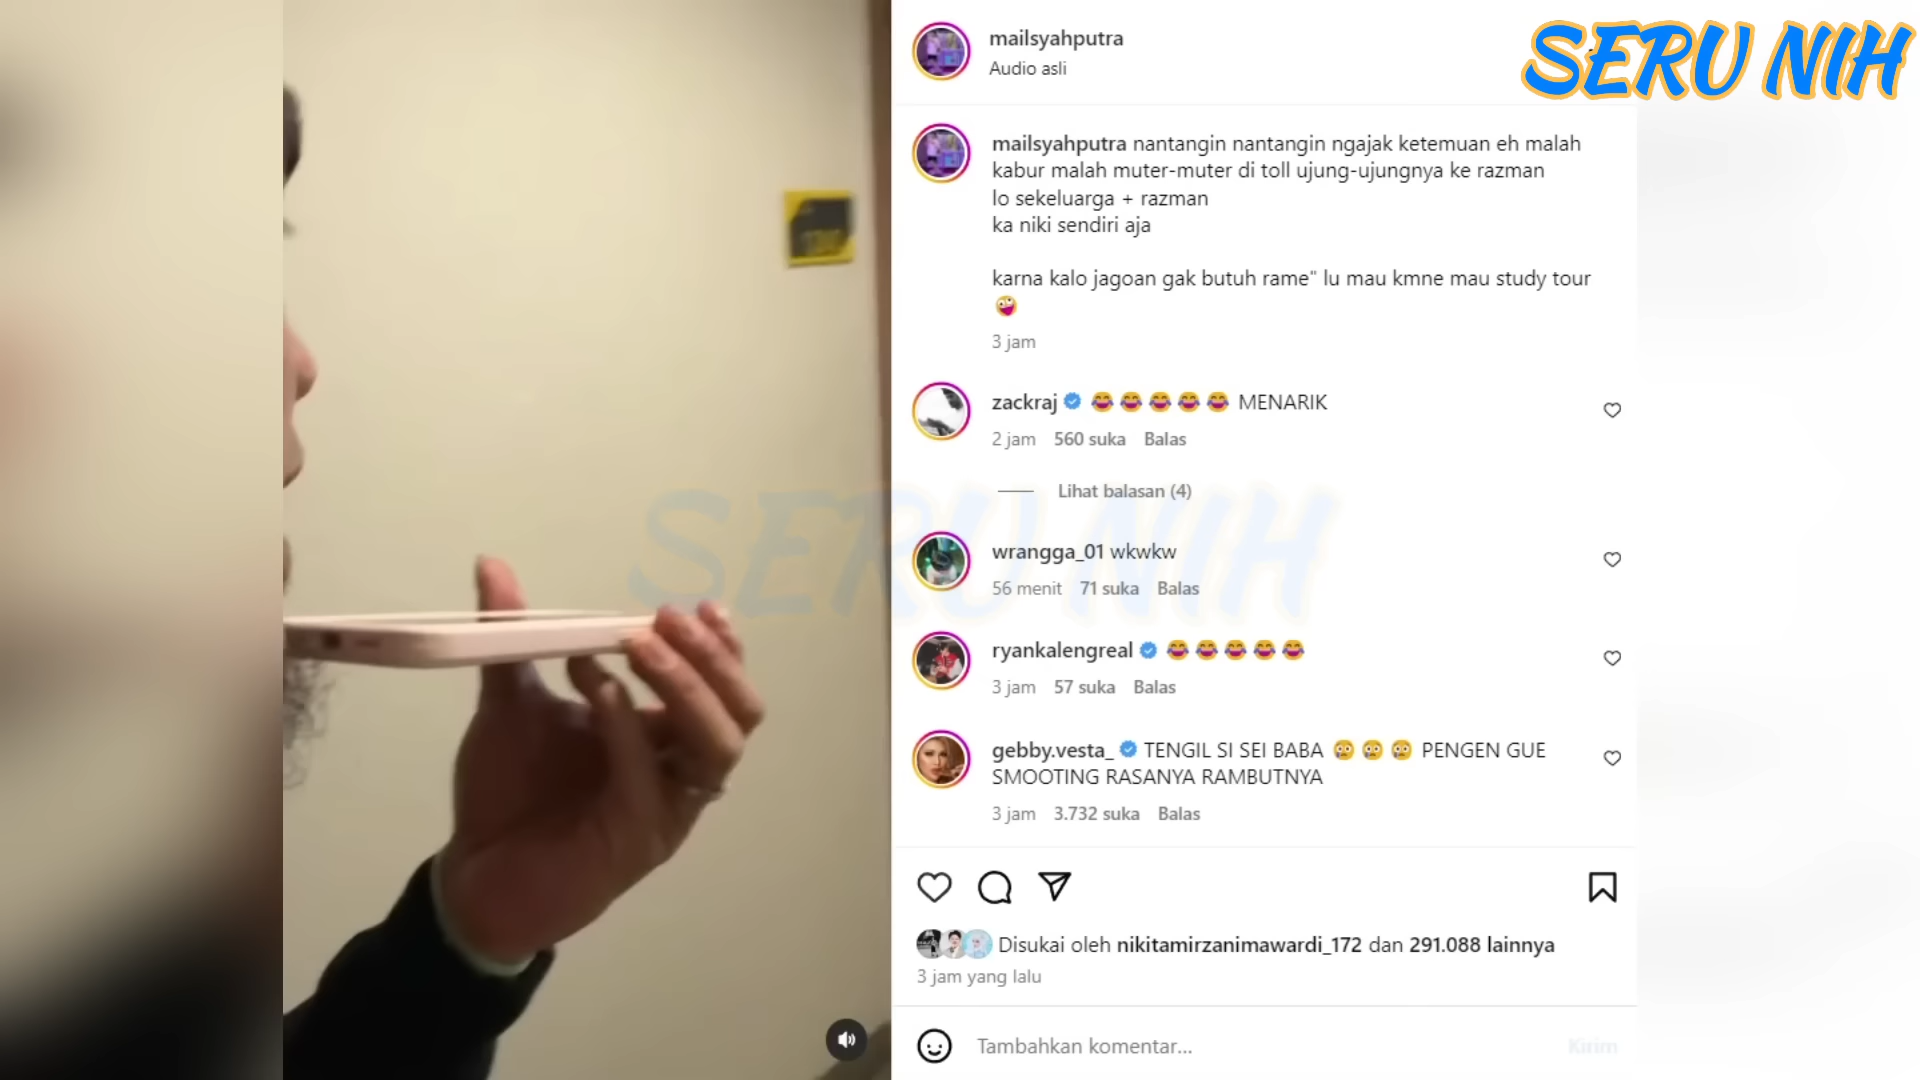 SERU NIH
mailsyahputra
Audio asli
mailsyahputra nantangin nantangin ngajak ketemuan eh malah
kabur malah muter-muter di toll ujung-ujungnya ke razman
lo sekeluarga + razman
ka niki sendiri aja
karna kalo jagoan gak butuh rame" lu mau kmne mau study tour
🤪
3 jam
zackraj 😂😂😂😂😂 MENARIK
2 jam 560 suka Balas
Lihat balasan (4)
SERU NIH
wrangga_01 wkwkw
56 menit 71 suka Balas
ryankalengreal 😂😂😂😂😂
3 jam 57 suka Balas
gebby.vesta_ TENGIL SI SEI BABA 😢😢😢 PENGEN GUE
SMOOTING RASANYA RAMBUTNYA
3 jam 3.732 suka Balas
Disukai oleh nikitamirzanimawardi_172 dan 291.088 lainnya
3 jam yang lalu
Tambahkan komentar...
Kirim